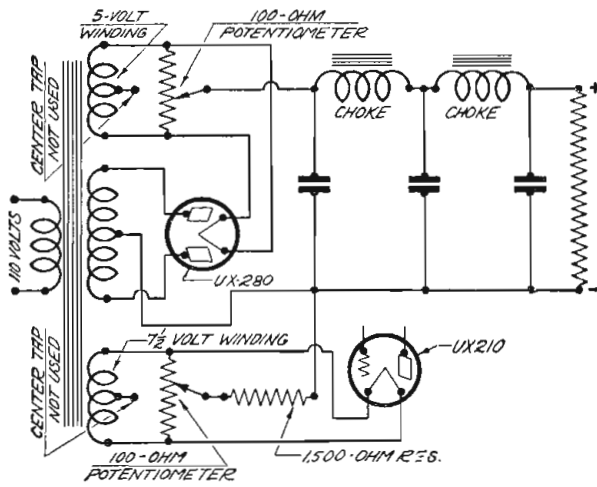 5-VOLT
WINDING
100-OHM
POTENTIOMETER
CENTER TAP
NOT USED
CHOKE
CHOKE
+
110 VOLTS
UX-280
-
7½ VOLT WINDING
UX210
CENTER TAP
NOT USED
100-OHM
POTENTIOMETER
1,500-OHM RES.